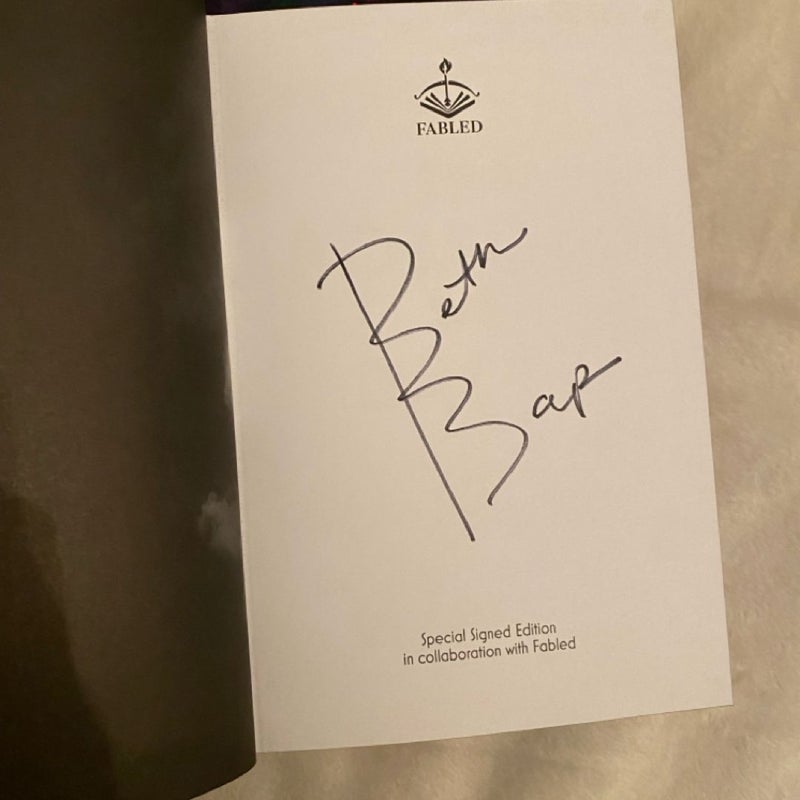 FABLED
Beth
Bap
Special Signed Edition
in collaboration with Fabled